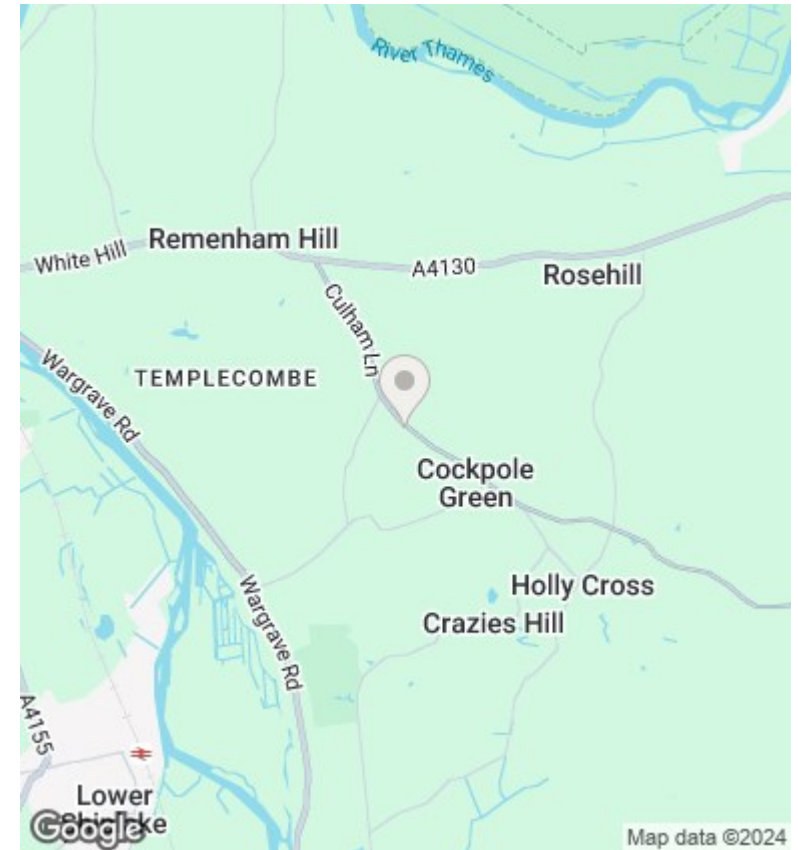 River Thames
Remenham Hill
White Hill
A4130
Rosehill
Culham Ln
TEMPLECOMBE
Wargrave Rd
Cockpole
Green
Holly Cross
Wargrave Rd
Crazies Hill
A4155
Lower
Google
Map data ©2024